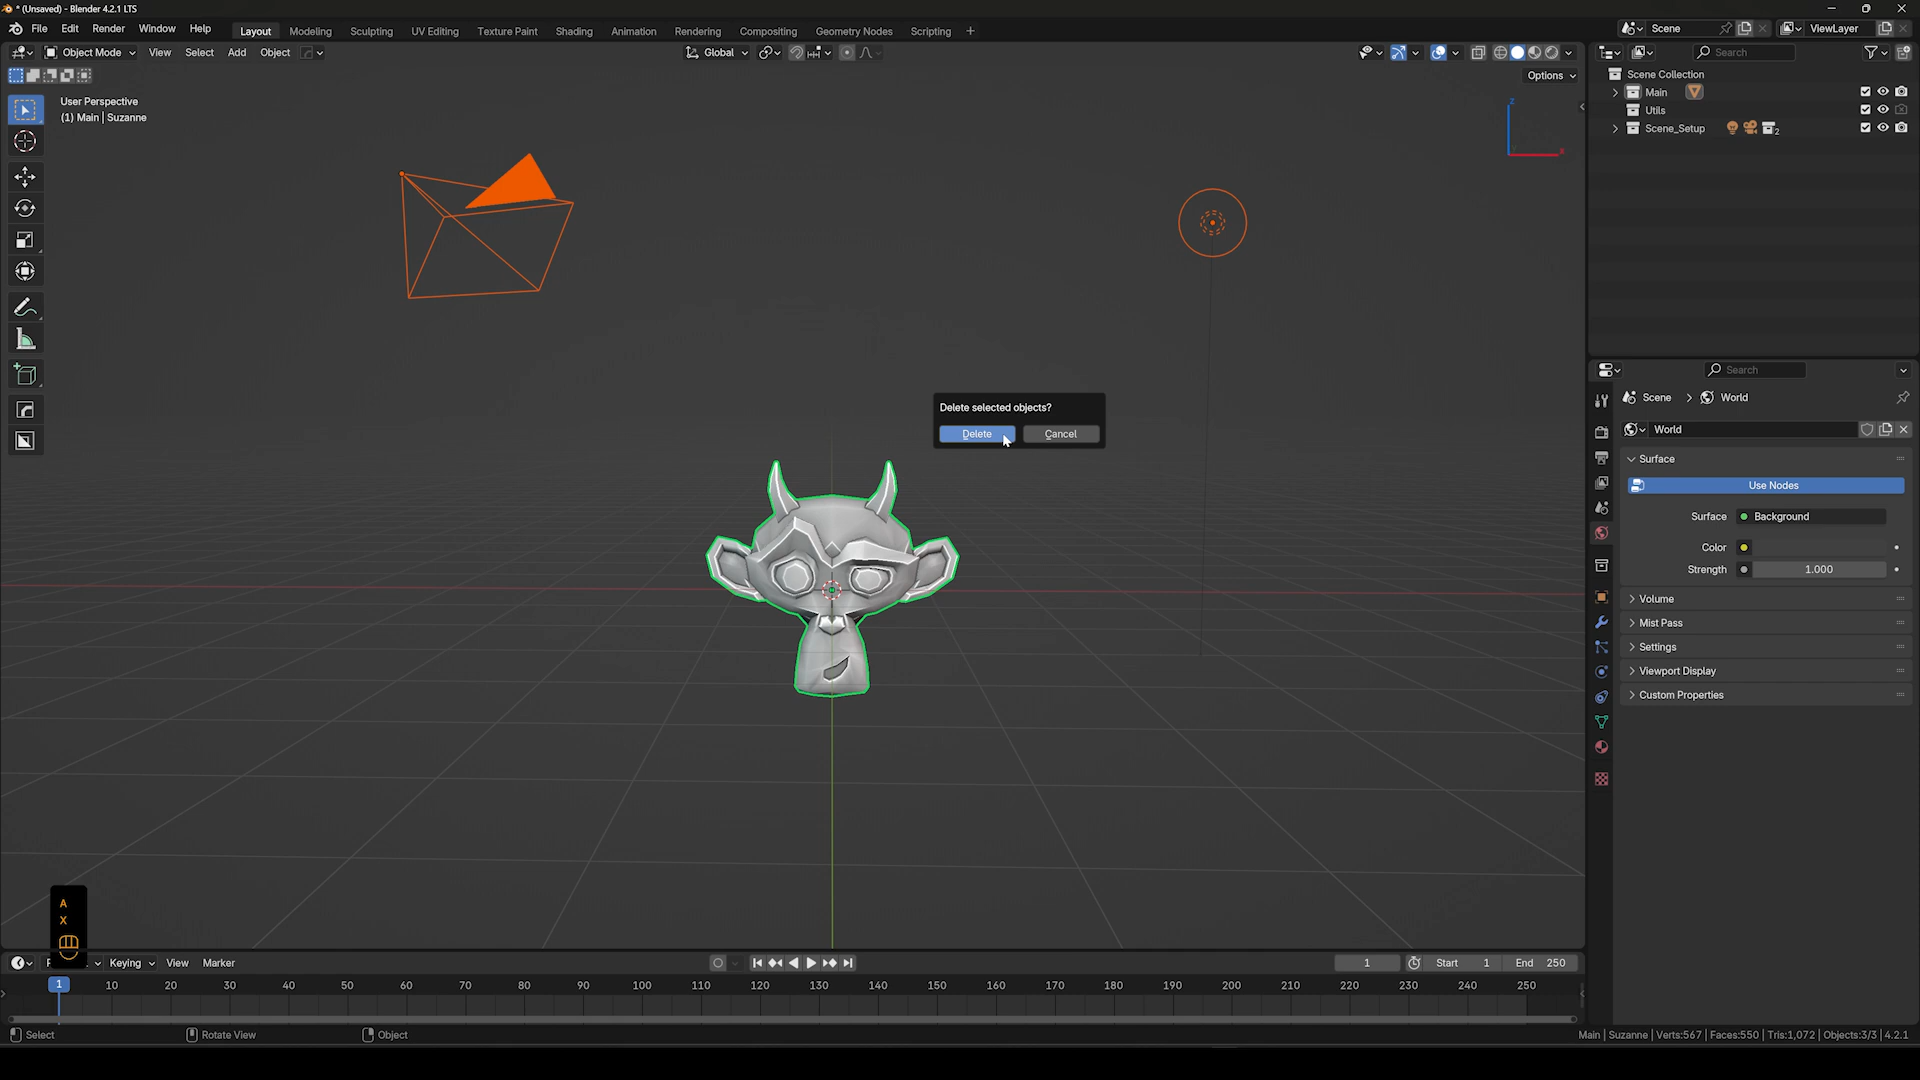 * (Unsaved) - Blender 4.2.1 LTS
File Edit Render Window Help Layout Modeling Sculpting UV Editing Texture Paint Shading Animation Rendering Compositing Geometry Nodes Scripting + Scene ViewLayer
Object Mode View Select Add Object Global Search
Options
User Perspective
(1) Main | Suzanne
Z
X
Scene Collection
Main
Utils
Scene_Setup 2
Delete selected objects?
Delete Cancel
Search
Scene World
World
Surface
Use Nodes
Surface Background
Color
Strength 1.000
Volume
Mist Pass
Settings
Viewport Display
Custom Properties
A
X
Keying View Marker 1 Start 1 End 250
1 10 20 30 40 50 60 70 80 90 100 110 120 130 140 150 160 170 180 190 200 210 220 230 240 250
Select Rotate View Object Main | Suzanne | Verts:567 | Faces:550 | Tris:1,072 | Objects:3/3 | 4.2.1